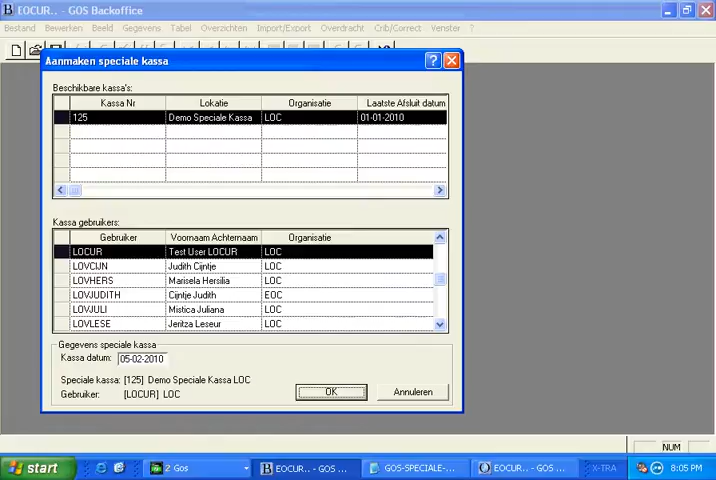 EOCUR.. - GOS Backoffice
Bestand Bewerken Beeld Gegevens Tabel Overzichten Import/Export Overdracht Crib/Correct Venster ?
Aanmaken speciale kassa
Beschikbare kassa's:
Kassa Nr Lokatie Organisatie Laatste Afsluit datum
125 Demo Speciale Kassa LOC 01-01-2010
Kassa gebruikers:
Gebruiker Voornaam Achternaam Organisatie
LOCUR Test User LOCUR LOC
LOVCIJN Judith Cijntje LOC
LOVHERS Marisela Hersilia LOC
LOVJUDITH Cijntje Judith EOC
LOVJULI Mistica Juliana LOC
LOVLESE Jeritza Leseur LOC
Gegevens speciale kassa
Kassa datum: 05-02-2010
Speciale kassa: [125] Demo Speciale Kassa LOC
Gebruiker: [LOCUR] LOC
OK Annuleren
NUM
start 2 Gos EOCUR.. - GOS ... GOS-SPECIALE-... EOCUR.. - GOS ... X-TRA 8:05 PM